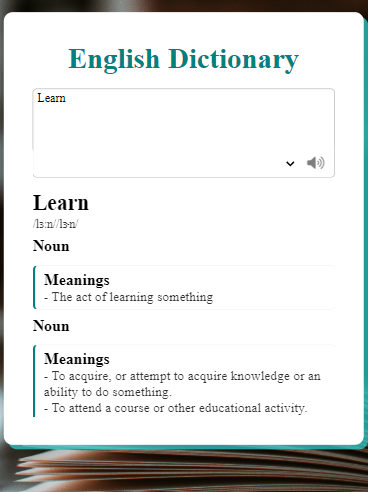 English Dictionary
Learn
Learn
/lɜːn//lɝn/
Noun
Meanings
- The act of learning something
Noun
Meanings
- To acquire, or attempt to acquire knowledge or an
ability to do something.
- To attend a course or other educational activity.